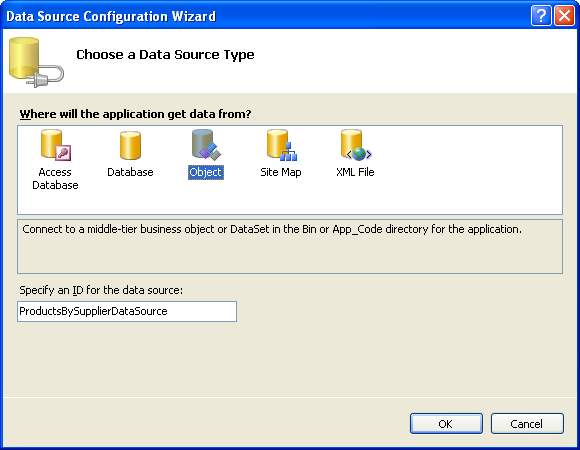 Data Source Configuration Wizard
Choose a Data Source Type
Where will the application get data from?
Access Database
Database
Object
Site Map
XML File
Connect to a middle-tier business object or DataSet in the Bin or App_Code directory for the application.
Specify an ID for the data source:
ProductsBySupplierDataSource
OK
Cancel